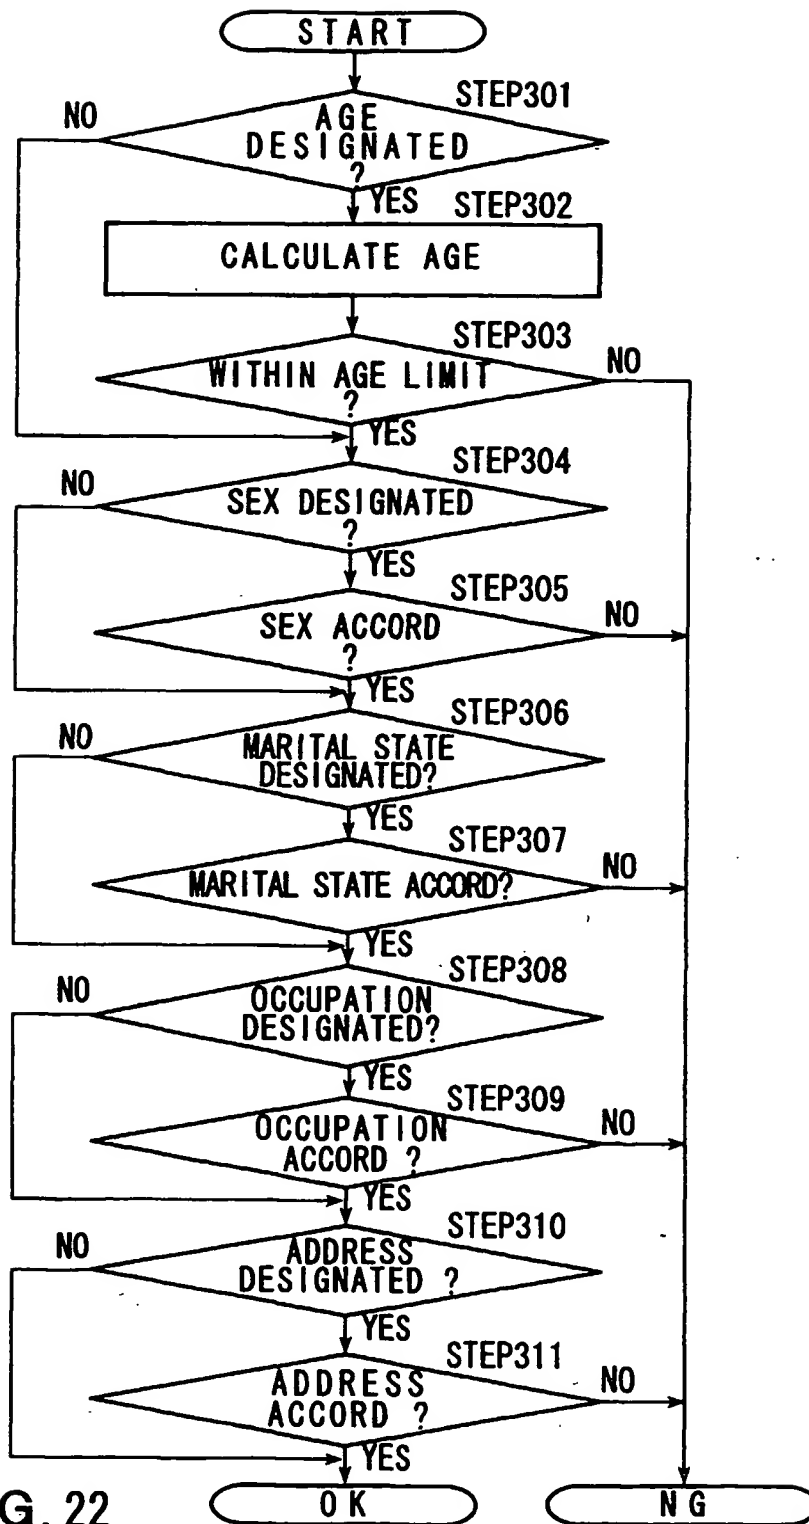 START
STEP301
NO
AGE
DESIGNATED
?
YES
STEP302
CALCULATE AGE
STEP303
NO
WITHIN AGE LIMIT
?
YES
STEP304
NO
SEX DESIGNATED
?
YES
STEP305
NO
SEX ACCORD
?
YES
STEP306
NO
MARITAL STATE
DESIGNATED?
YES
STEP307
NO
MARITAL STATE ACCORD?
YES
STEP308
NO
OCCUPATION
DESIGNATED?
YES
STEP309
NO
OCCUPATION
ACCORD ?
YES
STEP310
NO
ADDRESS
DESIGNATED ?
YES
STEP311
NO
ADDRESS
ACCORD ?
YES
G. 22
OK
NG